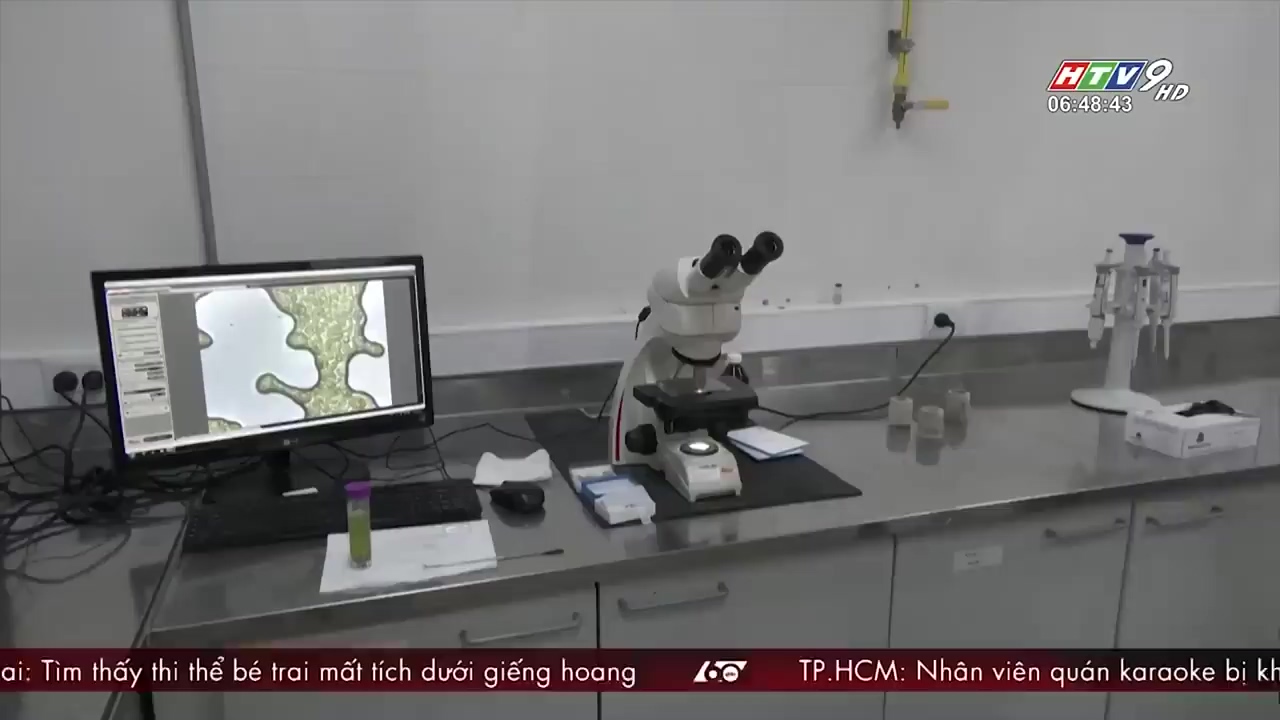 HTV9 HD
06:48:43
ai: Tìm thấy thi thể bé trai mất tích dưới giếng hoang
60 TP.HCM: Nhân viên quán karaoke bị kh